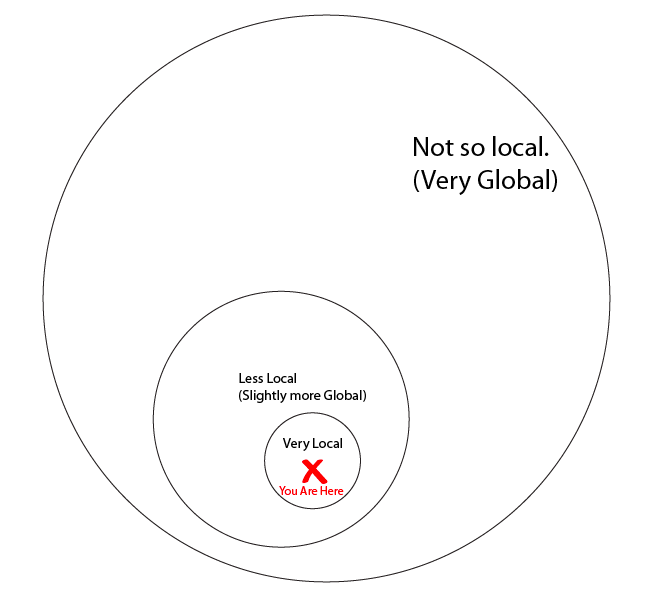 Not so local.
(Very Global)
Less Local
(Slightly more Global)
Very Local
You Are Here